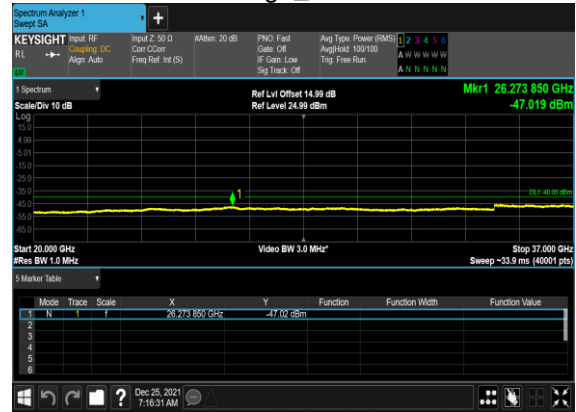 Spectrum Analyzer 1
Swept SA
KEYSIGHT Input: RF Input Z: 50 Ω #Atten: 20 dB PNO: Fast Avg Type: Power (RMS) 1 2 3 4 5 6
RL Coupling: DC Corr CCorr Gate: Off Avg|Hold: 100/100 A W W W W W
Align: Auto Freq Ref: Int (S) IF Gain: Low Trig: Free Run
Sig Track: Off A N N N N N
1 Spectrum Ref Lvl Offset 14.99 dB Mkr1 26.273 850 GHz
Scale/Div 10 dB Ref Level 24.99 dBm -47.019 dBm
Log
15.0
4.99
-5.01
-15.0
-25.0
-35.0 1 DL1 -40.00 dBm
-45.0
-55.0
-65.0
Start 20.000 GHz Video BW 3.0 MHz* Stop 37.000 GHz
#Res BW 1.0 MHz Sweep ~33.9 ms (40001 pts)
5 Marker Table
Mode Trace Scale X Y Function Function Width Function Value
1 N 1 f 26.273 850 GHz -47.02 dBm
2
3
4
5
6
? Dec 25, 2021
7:16:31 AM